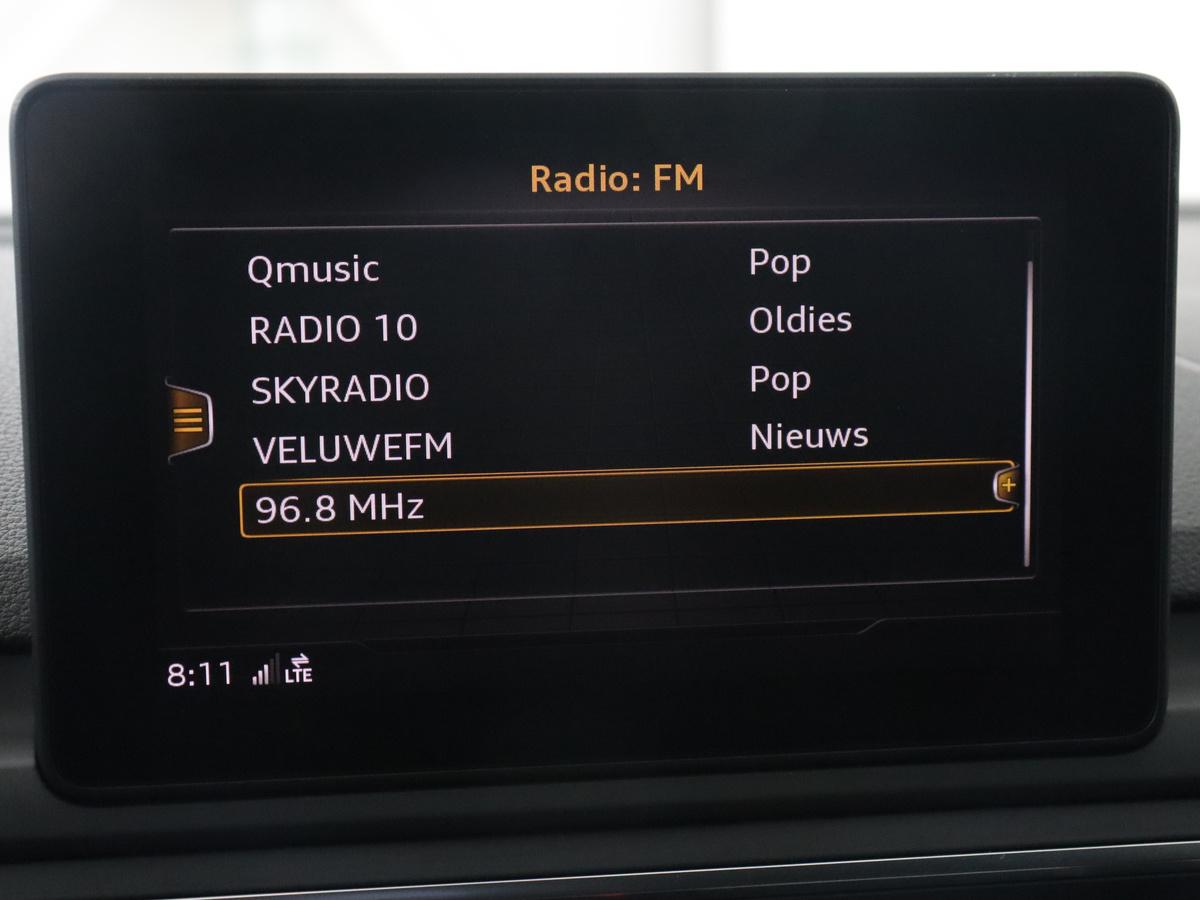 Radio: FM
Qmusic Pop
RADIO 10 Oldies
SKYRADIO Pop
VELUWEFM Nieuws
96.8 MHz
8:11 LTE